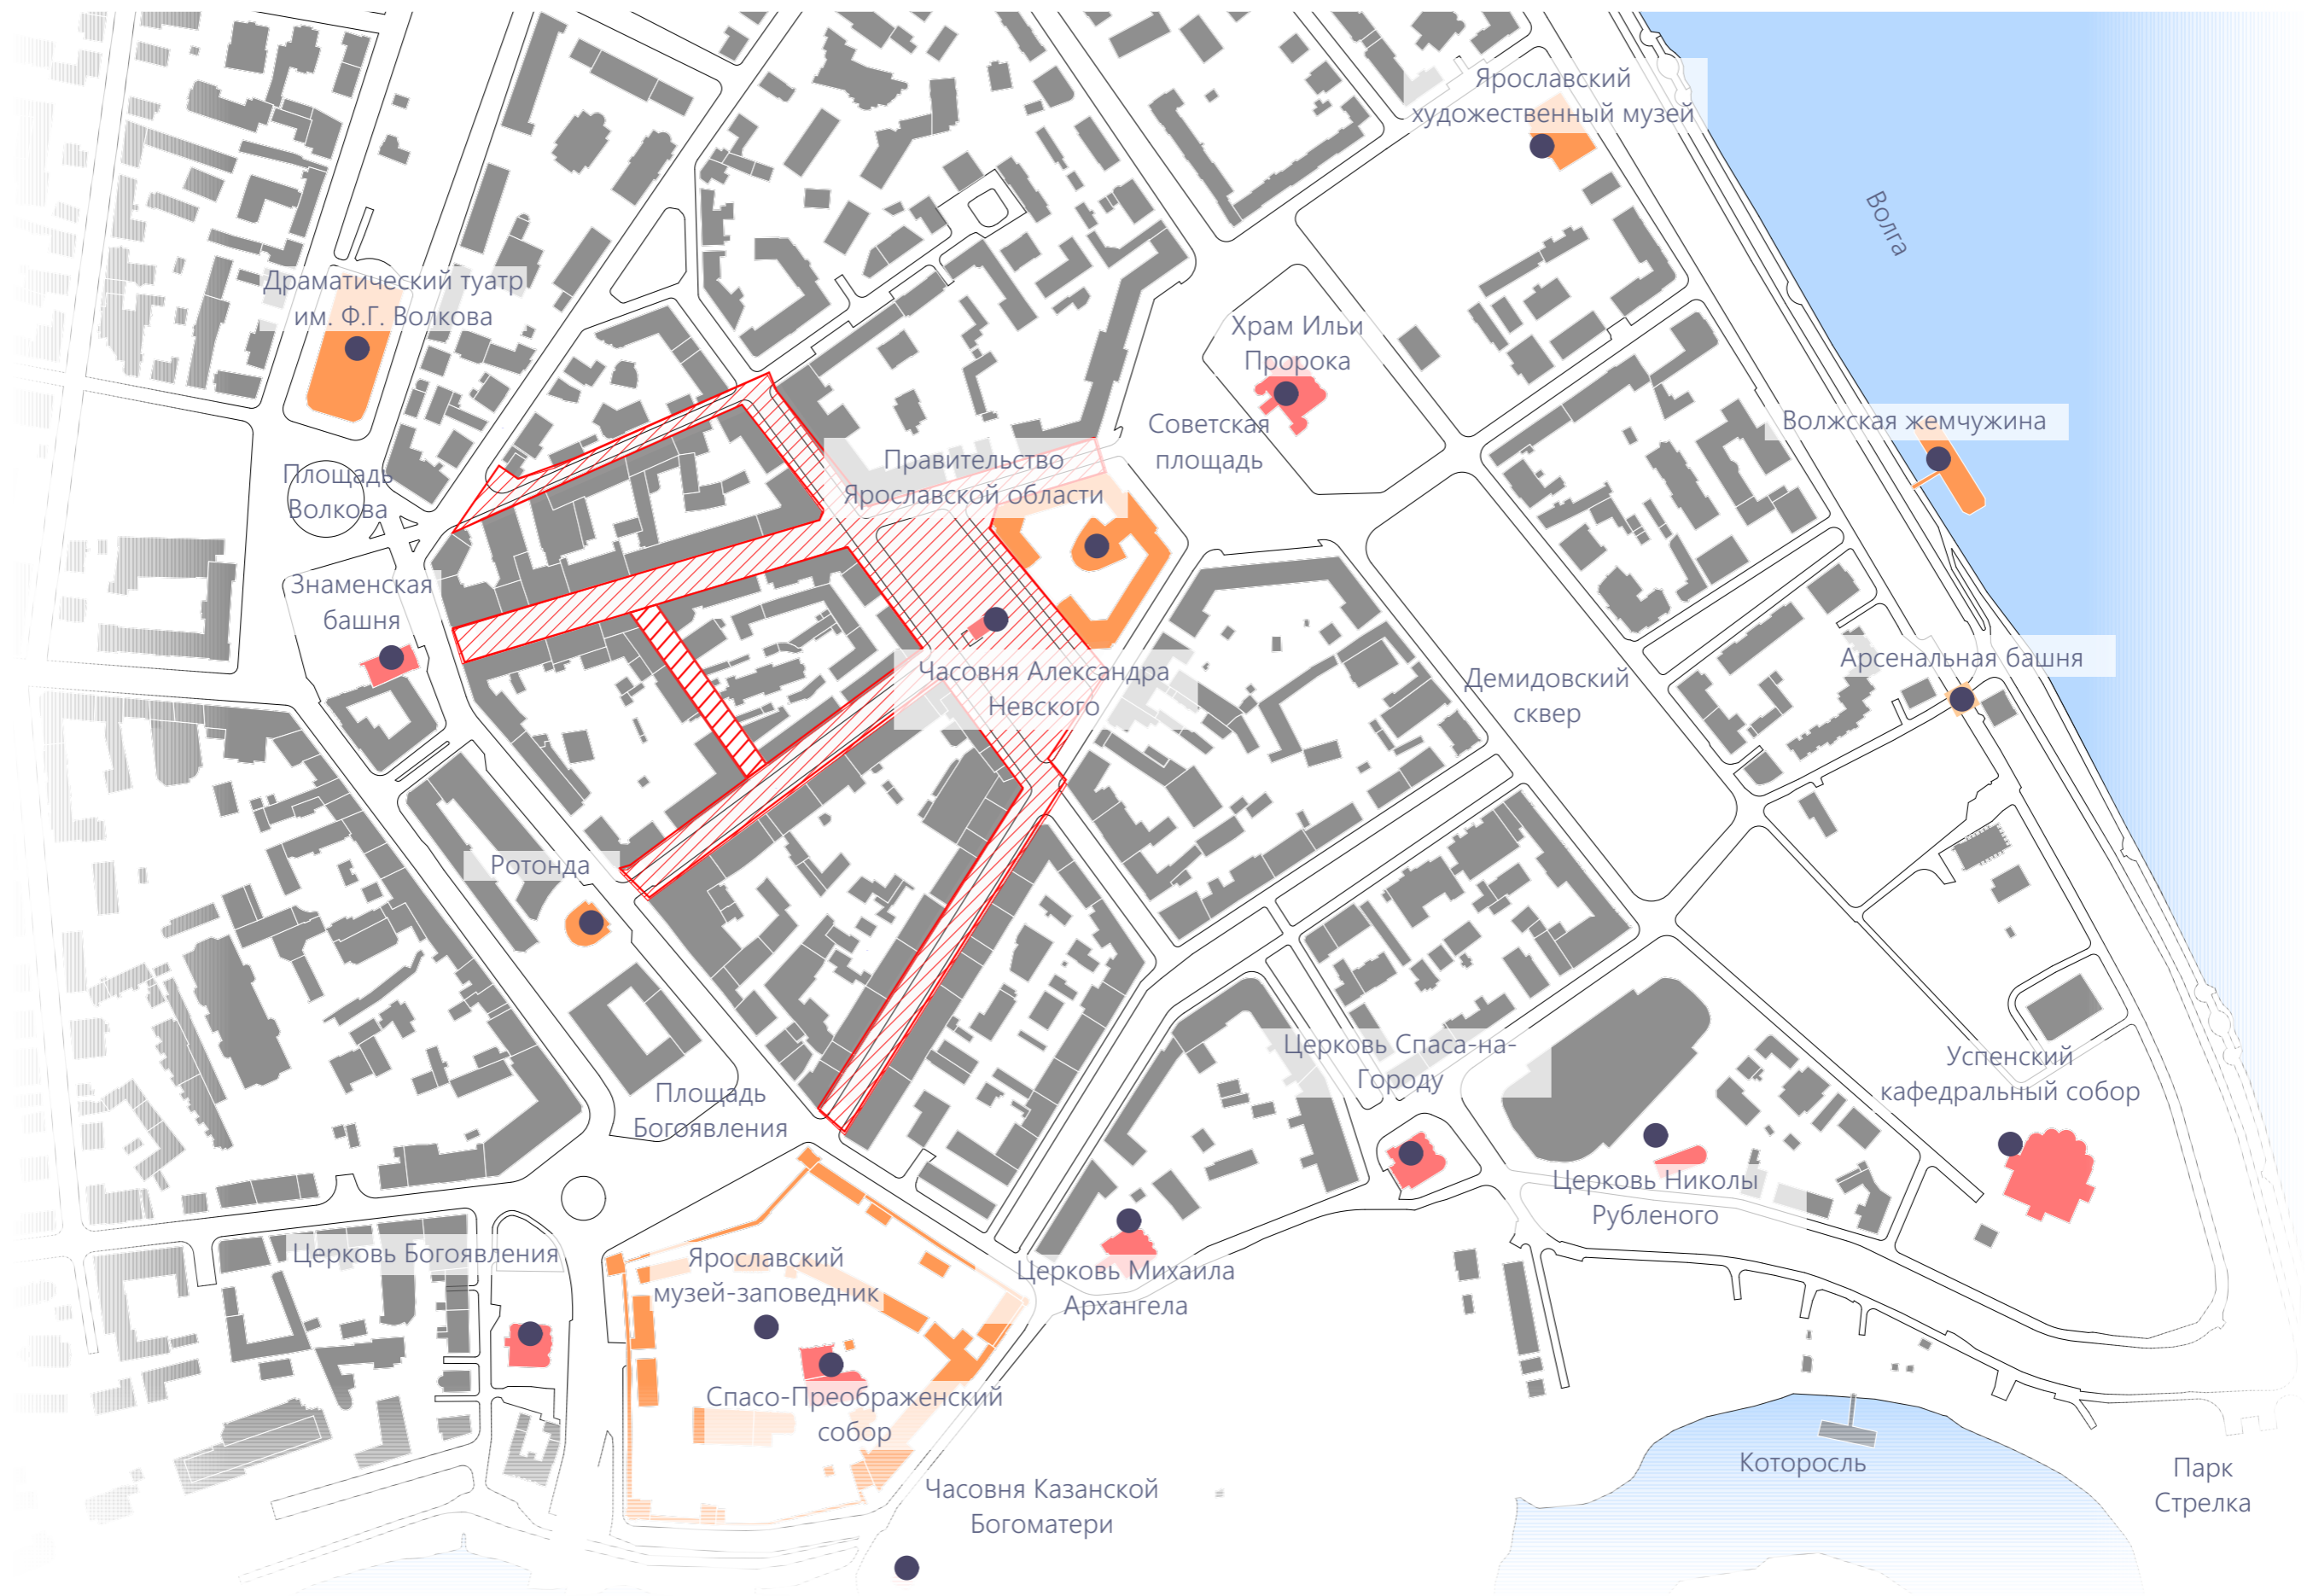 Ярославский
художественный музей
Волга
Драматический туатр
им. Ф.Г. Волкова
Храм Ильи
Пророка
Советская
площадь
Волжская жемчужина
Правительство
Ярославской области
Площадь
Волкова
Знаменская
башня
Часовня Александра
Невского
Демидовский
сквер
Арсенальная башня
Ротонда
Церковь Спаса-на-
Городу
Успенский
кафедральный собор
Площадь
Богоявления
Церковь Николы
Рубленого
Церковь Богоявления
Ярославский
музей-заповедник
Церковь Михаила
Архангела
Спасо-Преображенский
собор
Которосль
Парк
Стрелка
Часовня Казанской
Богоматери